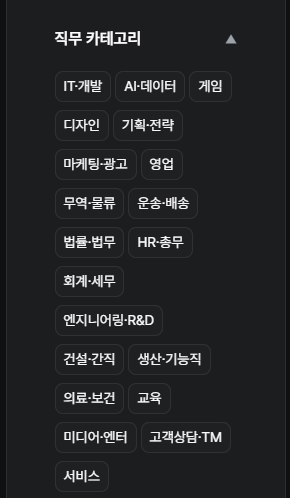 직무 카테고리 ▲
IT·개발 AI·데이터 게임
디자인 기획·전략
마케팅·광고 영업
무역·물류 운송·배송
법률·법무 HR·총무
회계·세무
엔지니어링·R&D
건설·간직 생산·기능직
의료·보건 교육
미디어·엔터 고객상담·TM
서비스